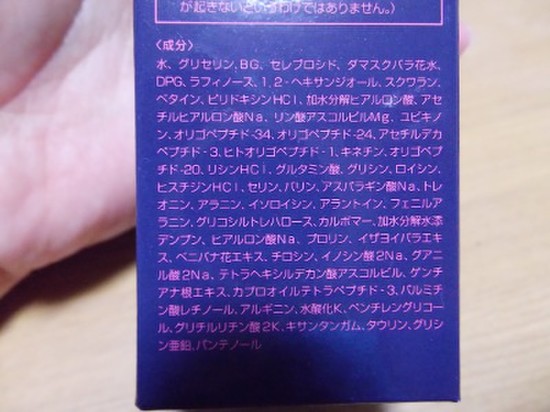 が起きないというわけではありません。)
〈成分〉
水、グリセリン、BG、セレブロシド、ダマスクバラ花水、
DPG、ラフィノース、1,2-ヘキサンジオール、スクワラン、
ベタイン、ピリドキシンHCl、加水分解ヒアルロン酸、アセ
チルヒアルロン酸Na、リン酸アスコルビルMg、ユビキノ
ン、オリゴペプチド-34、オリゴペプチド-24、アセチルデカ
ペプチド-3、ヒトオリゴペプチド-1、キネチン、オリゴペプ
チド-20、リシンHCl、グルタミン酸、グリシン、ロイシン、
ヒスチジンHCl、セリン、バリン、アスパラギン酸Na、トレ
オニン、アラニン、イソロイシン、アラントイン、フェニルア
ラニン、グリコシルトレハロース、カルボマー、加水分解水添
デンプン、ヒアルロン酸Na、プロリン、イザヨイバラエキ
ス、ベニバナ花エキス、チロシン、イノシン酸2Na、グアニ
ル酸2Na、テトラヘキシルデカン酸アスコルビル、ゲンチ
アナ根エキス、カプロオイルテトラペプチド-3、パルミチ
ン酸レチノール、アルギニン、水酸化K、ペンチレングリコー
ル、グリチルリチン酸2K、キサンタンガム、タウリン、グリシ
ン亜鉛、パンテノール